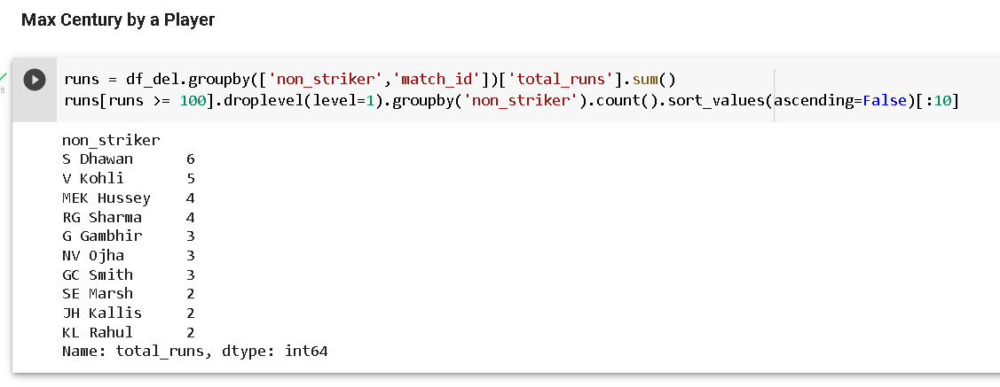 Max Century by a Player
s
runs = df_del.groupby(['non_striker','match_id'])['total_runs'].sum()
runs[runs >= 100].droplevel(level=1).groupby('non_striker').count().sort_values(ascending=False)[:10]
non_striker
S Dhawan 6
V Kohli 5
MEK Hussey 4
RG Sharma 4
G Gambhir 3
NV Ojha 3
GC Smith 3
SE Marsh 2
JH Kallis 2
KL Rahul 2
Name: total_runs, dtype: int64